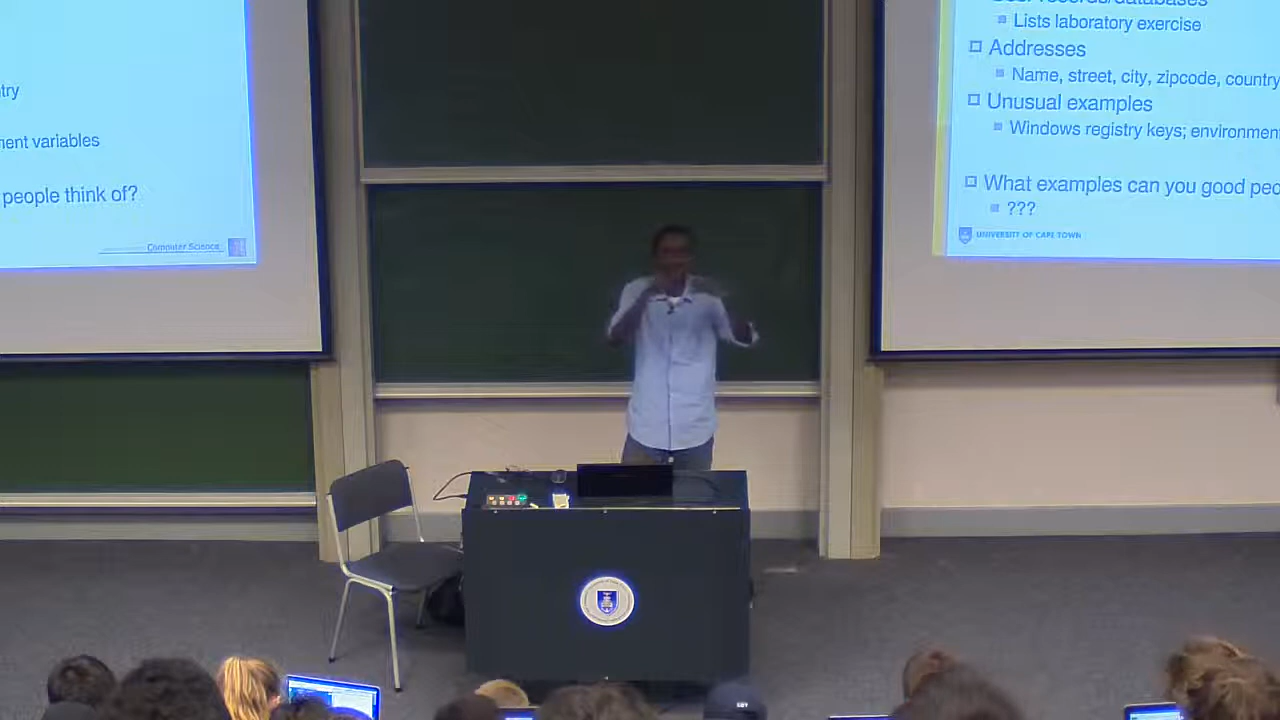 try
ment variables
people think of?
Computer Science
Lists laboratory exercise
Addresses
Name, street, city, zipcode, country
Unusual examples
Windows registry keys; environmen
What examples can you good peo
???
UNIVERSITY OF CAPE TOWN